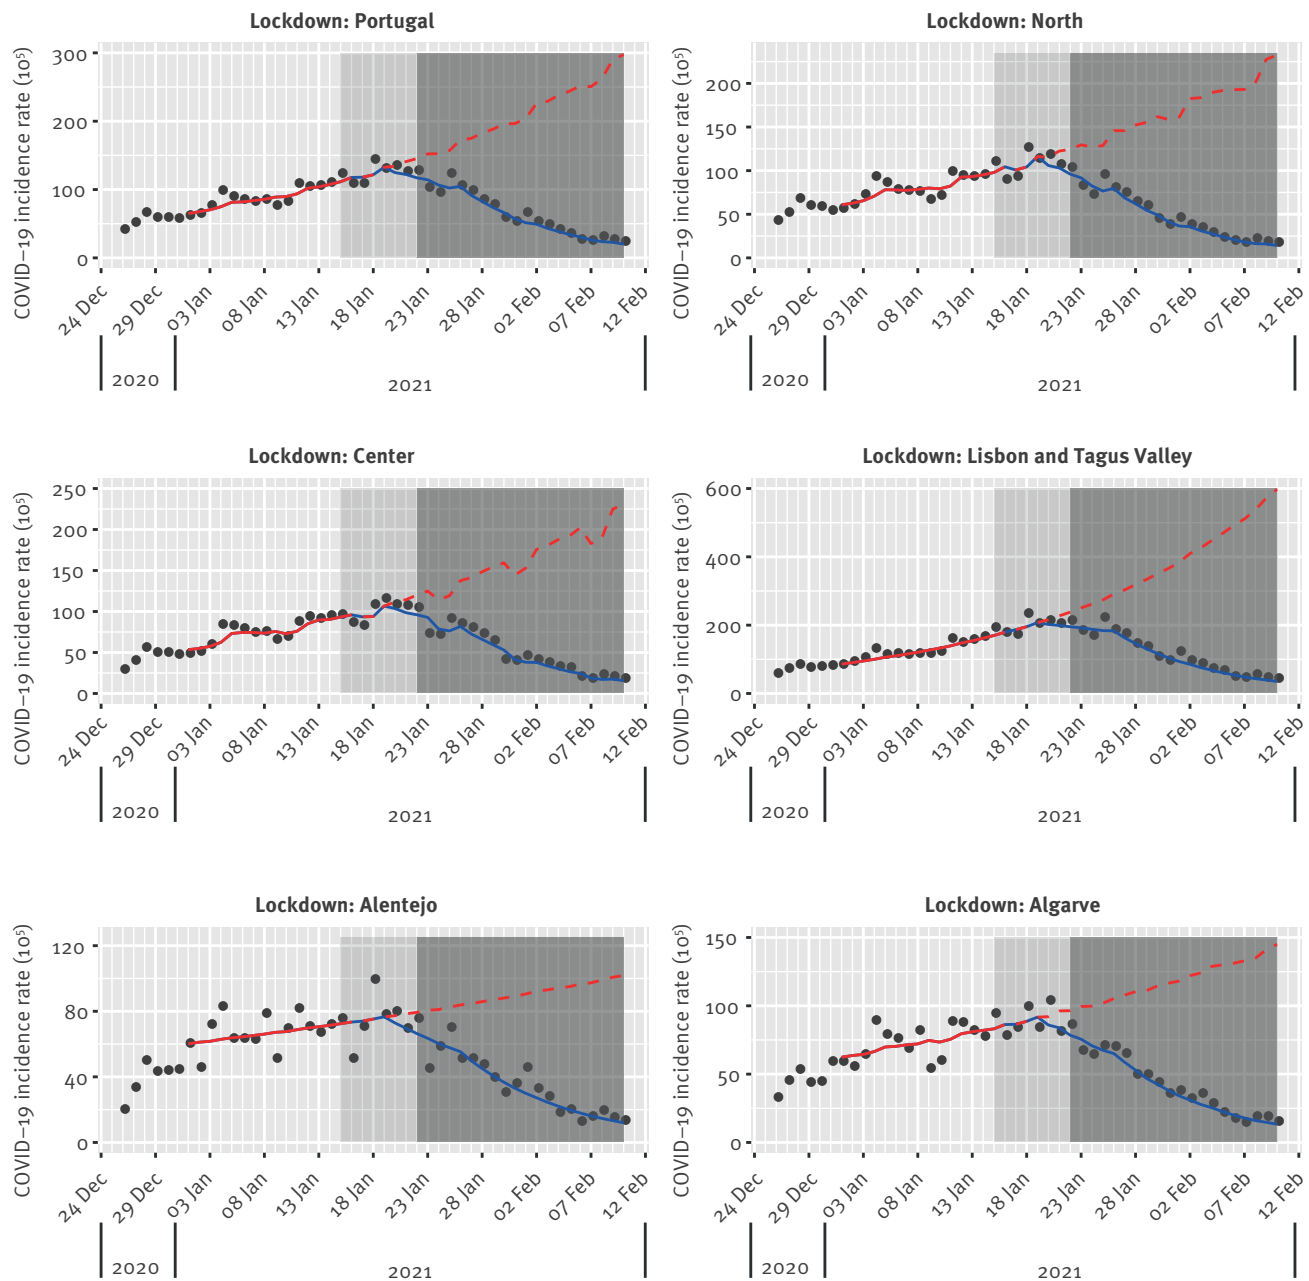 Lockdown: Portugal
COVID–19 incidence rate (10⁵)
300
200
100
0
24 Dec
29 Dec
03 Jan
08 Jan
13 Jan
18 Jan
23 Jan
28 Jan
02 Feb
07 Feb
12 Feb
2020
2021
Lockdown: North
COVID–19 incidence rate (10⁵)
200
150
100
50
0
24 Dec
29 Dec
03 Jan
08 Jan
13 Jan
18 Jan
23 Jan
28 Jan
02 Feb
07 Feb
12 Feb
2020
2021
Lockdown: Center
COVID–19 incidence rate (10⁵)
250
200
150
100
50
0
24 Dec
29 Dec
03 Jan
08 Jan
13 Jan
18 Jan
23 Jan
28 Jan
02 Feb
07 Feb
12 Feb
2020
2021
Lockdown: Lisbon and Tagus Valley
COVID–19 incidence rate (10⁵)
600
400
200
0
24 Dec
29 Dec
03 Jan
08 Jan
13 Jan
18 Jan
23 Jan
28 Jan
02 Feb
07 Feb
12 Feb
2020
2021
Lockdown: Alentejo
COVID–19 incidence rate (10⁵)
120
80
40
0
24 Dec
29 Dec
03 Jan
08 Jan
13 Jan
18 Jan
23 Jan
28 Jan
02 Feb
07 Feb
12 Feb
2020
2021
Lockdown: Algarve
COVID–19 incidence rate (10⁵)
150
100
50
0
24 Dec
29 Dec
03 Jan
08 Jan
13 Jan
18 Jan
23 Jan
28 Jan
02 Feb
07 Feb
12 Feb
2020
2021